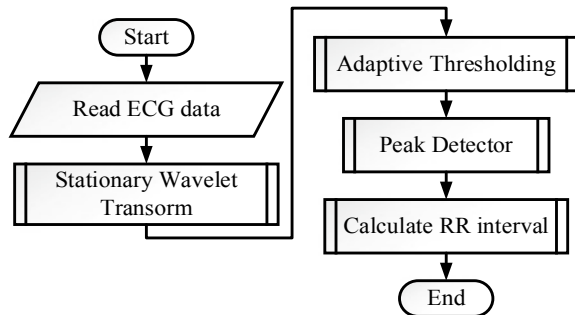 Start
Read ECG data
Stationary Wavelet
Transorm
Adaptive Thresholding
Peak Detector
Calculate RR interval
End